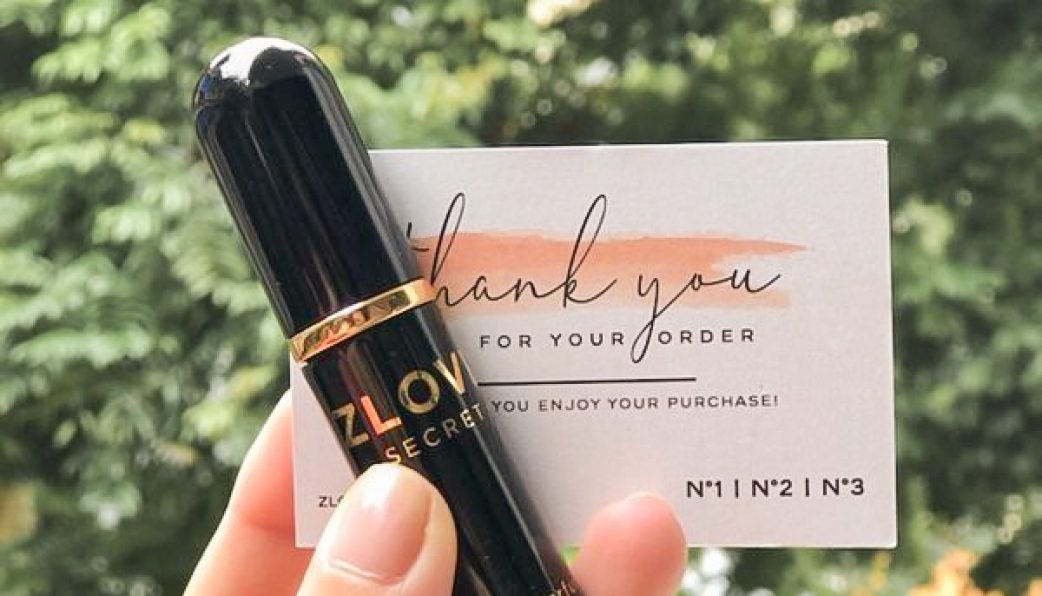 thank you
FOR YOUR ORDER
YOU ENJOY YOUR PURCHASE!
N°1 | N°2 | N°3
ZLOV
SECRET